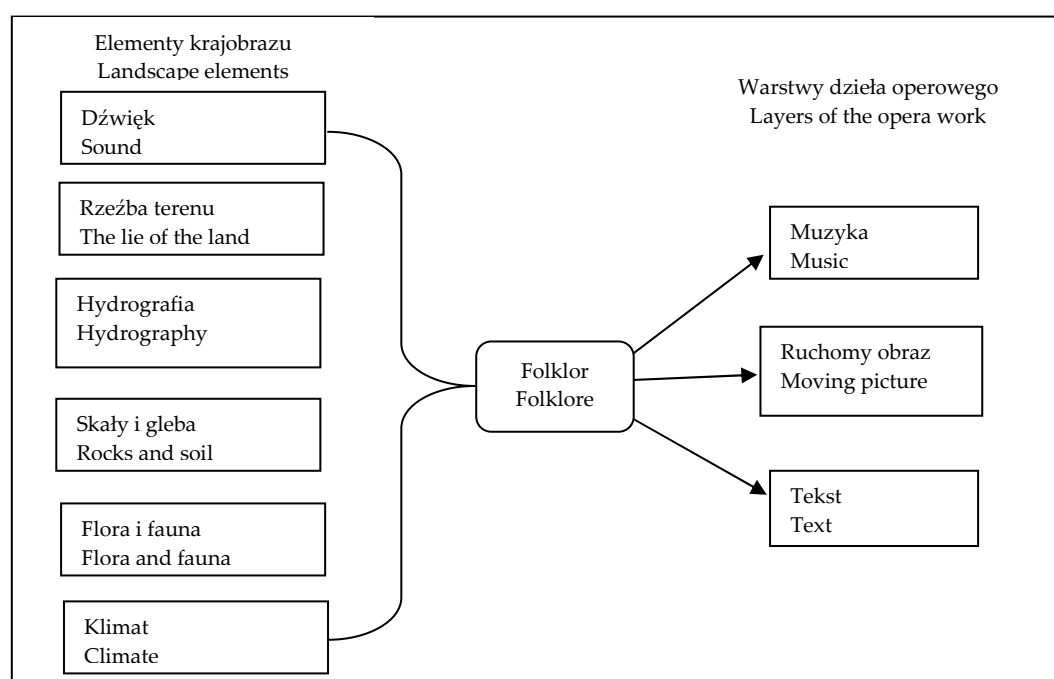 Elementy krajobrazu
Landscape elements
Dźwięk
Sound
Rzeźba terenu
The lie of the land
Hydrografia
Hydrography
Skały i gleba
Rocks and soil
Flora i fauna
Flora and fauna
Klimat
Climate
Folklor
Folklore
Warstwy dzieła operowego
Layers of the opera work
Muzyka
Music
Ruchomy obraz
Moving picture
Tekst
Text